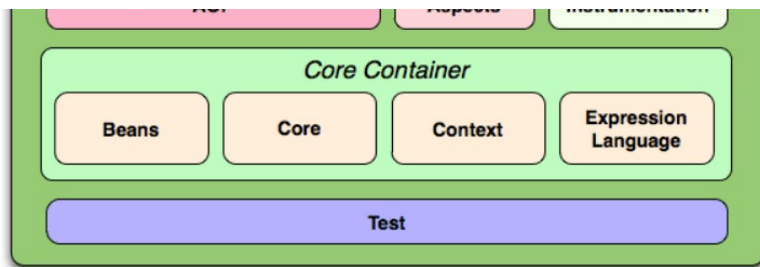 Core Container
Beans
Core
Context
Expression
Language
Test